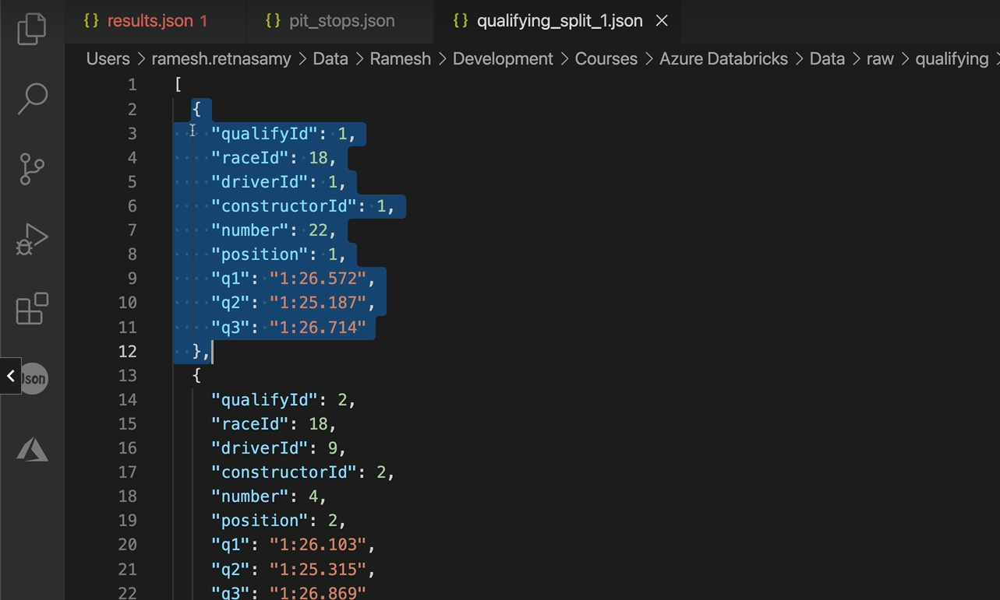 {} results.json 1 {} pit_stops.json {} qualifying_split_1.json ×
Users > ramesh.retnasamy > Data > Ramesh > Development > Courses > Azure Databricks > Data > raw > qualifying >
1 [
2 {
3 "qualifyId": 1,
4 "raceId": 18,
5 "driverId": 1,
6 "constructorId": 1,
7 "number": 22,
8 "position": 1,
9 "q1": "1:26.572",
10 "q2": "1:25.187",
11 "q3": "1:26.714"
12 },
Json
13 {
14 "qualifyId": 2,
15 "raceId": 18,
16 "driverId": 9,
17 "constructorId": 2,
18 "number": 4,
19 "position": 2,
20 "q1": "1:26.103",
21 "q2": "1:25.315",
22 "q3": "1:26.869"